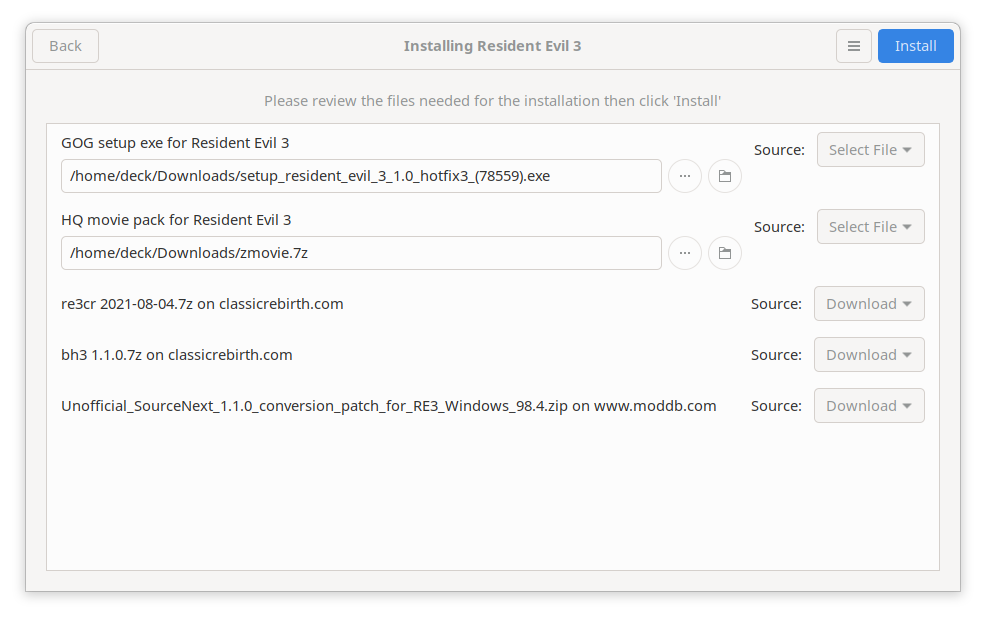 Back
Installing Resident Evil 3
Install
Please review the files needed for the installation then click 'Install'
GOG setup exe for Resident Evil 3
Source:
Select File
/home/deck/Downloads/setup_resident_evil_3_1.0_hotfix3_(78559).exe
...
HQ movie pack for Resident Evil 3
Source:
Select File
/home/deck/Downloads/zmovie.7z
...
re3cr 2021-08-04.7z on classicrebirth.com
Source:
Download
bh3 1.1.0.7z on classicrebirth.com
Source:
Download
Unofficial_SourceNext_1.1.0_conversion_patch_for_RE3_Windows_98.4.zip on www.moddb.com
Source:
Download